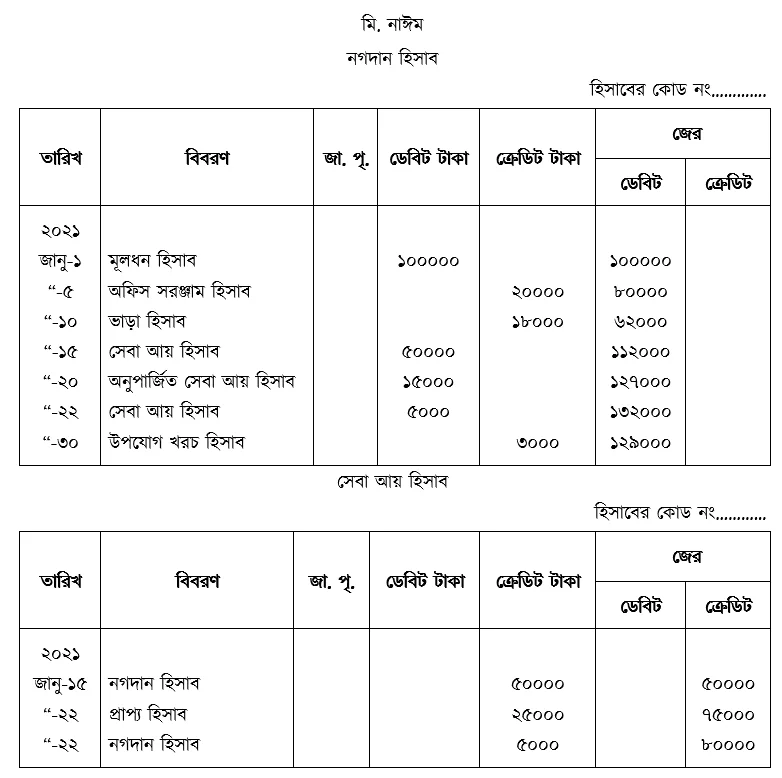 মি. নাঈম
নগদান হিসাব
হিসাবের কোড নং.............
তারিখ বিবরণ জা. পৃ. ডেবিট টাকা ক্রেডিট টাকা জের
ডেবিট ক্রেডিট
২০২১
জানু-১ মূলধন হিসাব ১০০০০০ ১০০০০০
“-৫ অফিস সরঞ্জাম হিসাব ২০০০০ ৮০০০০
“-১০ ভাড়া হিসাব ১৮০০০ ৬২০০০
“-১৫ সেবা আয় হিসাব ৫০০০০ ১১২০০০
“-২০ অনুপার্জিত সেবা আয় হিসাব ১৫০০০ ১২৭০০০
“-২২ সেবা আয় হিসাব ৫০০০ ১৩২০০০
“-৩০ উপযোগ খরচ হিসাব ৩০০০ ১২৯০০০
সেবা আয় হিসাব
হিসাবের কোড নং............
তারিখ বিবরণ জা. পৃ. ডেবিট টাকা ক্রেডিট টাকা জের
ডেবিট ক্রেডিট
২০২১
জানু-১৫ নগদান হিসাব ৫০০০০ ৫০০০০
“-২২ প্রাপ্য হিসাব ২৫০০০ ৭৫০০০
“-২২ নগদান হিসাব ৫০০০ ৮০০০০